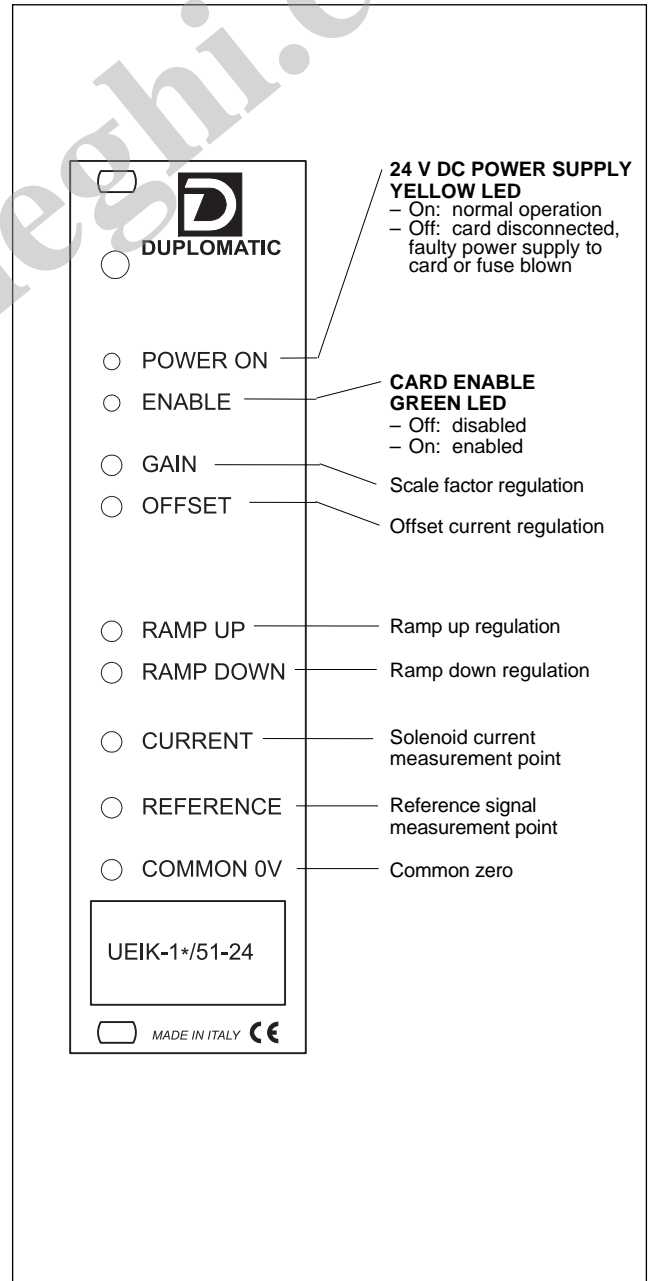 24 V DC POWER SUPPLY
YELLOW LED
– On: normal operation
– Off: card disconnected,
faulty power supply to
card or fuse blown
DUPLOMATIC
POWER ON
ENABLE
CARD ENABLE
GREEN LED
– Off: disabled
– On: enabled
GAIN
Scale factor regulation
OFFSET
Offset current regulation
RAMP UP
Ramp up regulation
RAMP DOWN
Ramp down regulation
CURRENT
Solenoid current
measurement point
REFERENCE
Reference signal
measurement point
COMMON 0V
Common zero
UEIK-1*/51-24
MADE IN ITALY CE
eghi.c